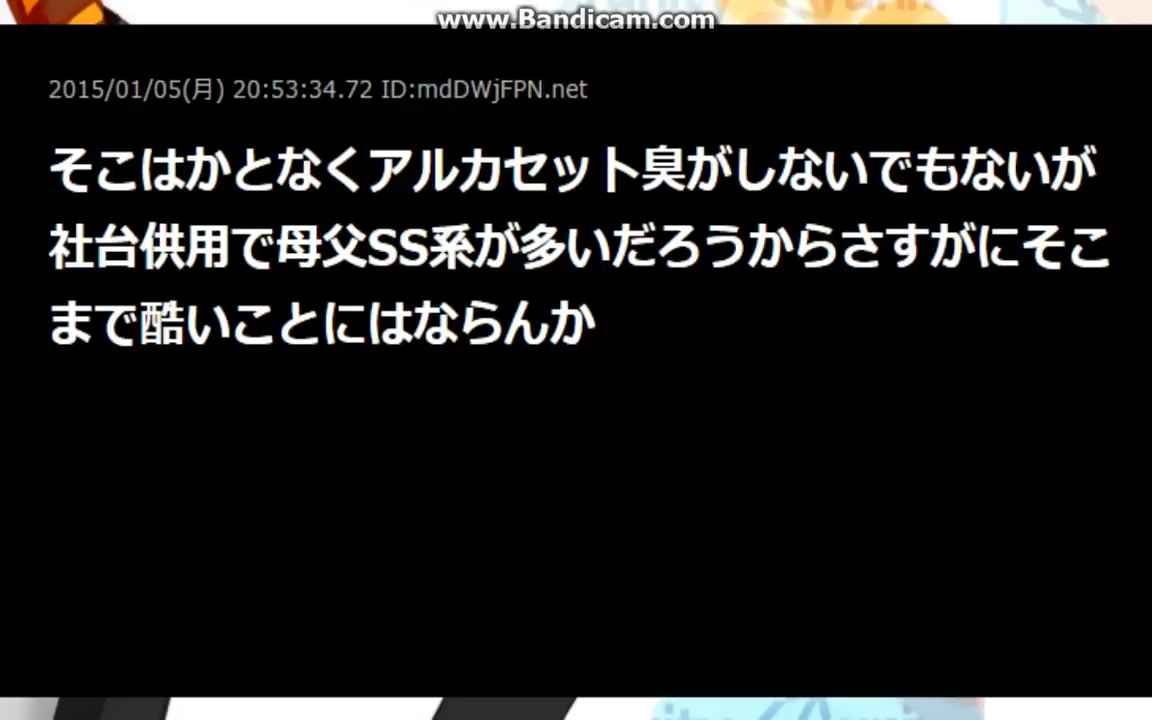 www.Bandicam.com
2015/01/05(月) 20:53:34.72 ID:mdDWjFPN.net
そこはかとなくアルカセット臭がしないでもないが
社台供用で母父SS系が多いだろうからさすがにそこ
まで酷いことにはならんか